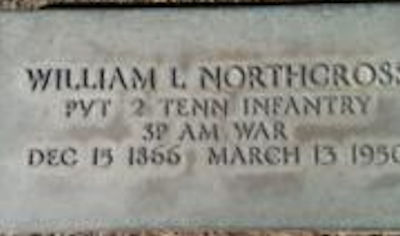 WILLIAM L NORTHCROSS
PVT 2 TENN INFANTRY
SP AM WAR
DEC 15 1866 MARCH 13 1950